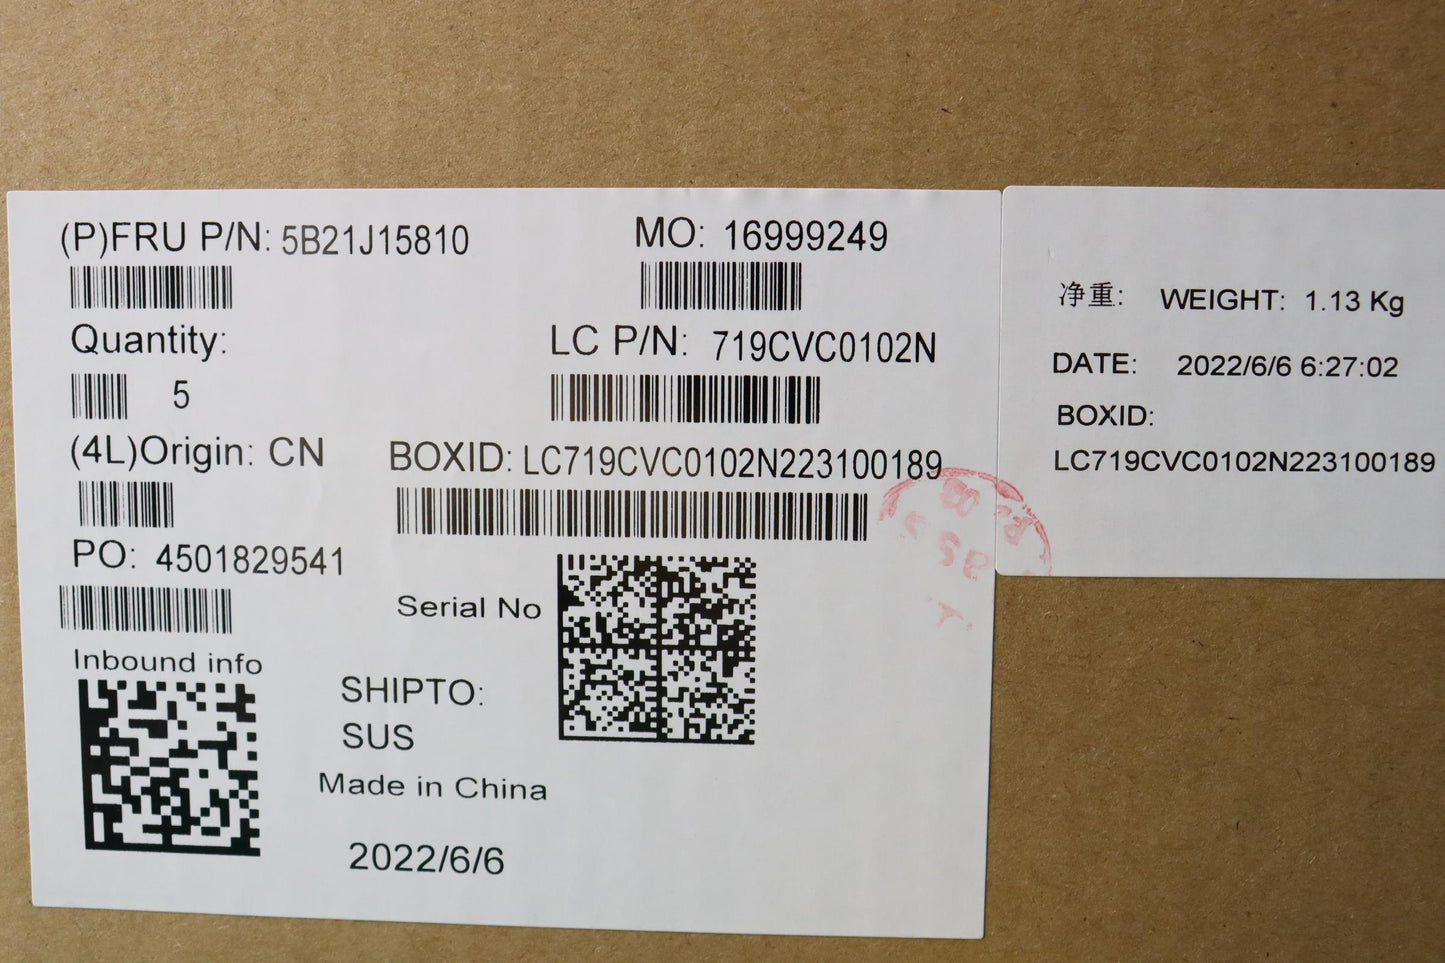 (P)FRU P/N: 5B21J15810
MO: 16999249
Quantity:
5
LC P/N: 719CVC0102N
(4L)Origin: CN
BOXID: LC719CVC0102N223100189
PO: 4501829541
Serial No
Inbound info
SHIPTO:
SUS
Made in China
2022/6/6
净重: WEIGHT: 1.13 Kg
DATE: 2022/6/6 6:27:02
BOXID:
LC719CVC0102N223100189